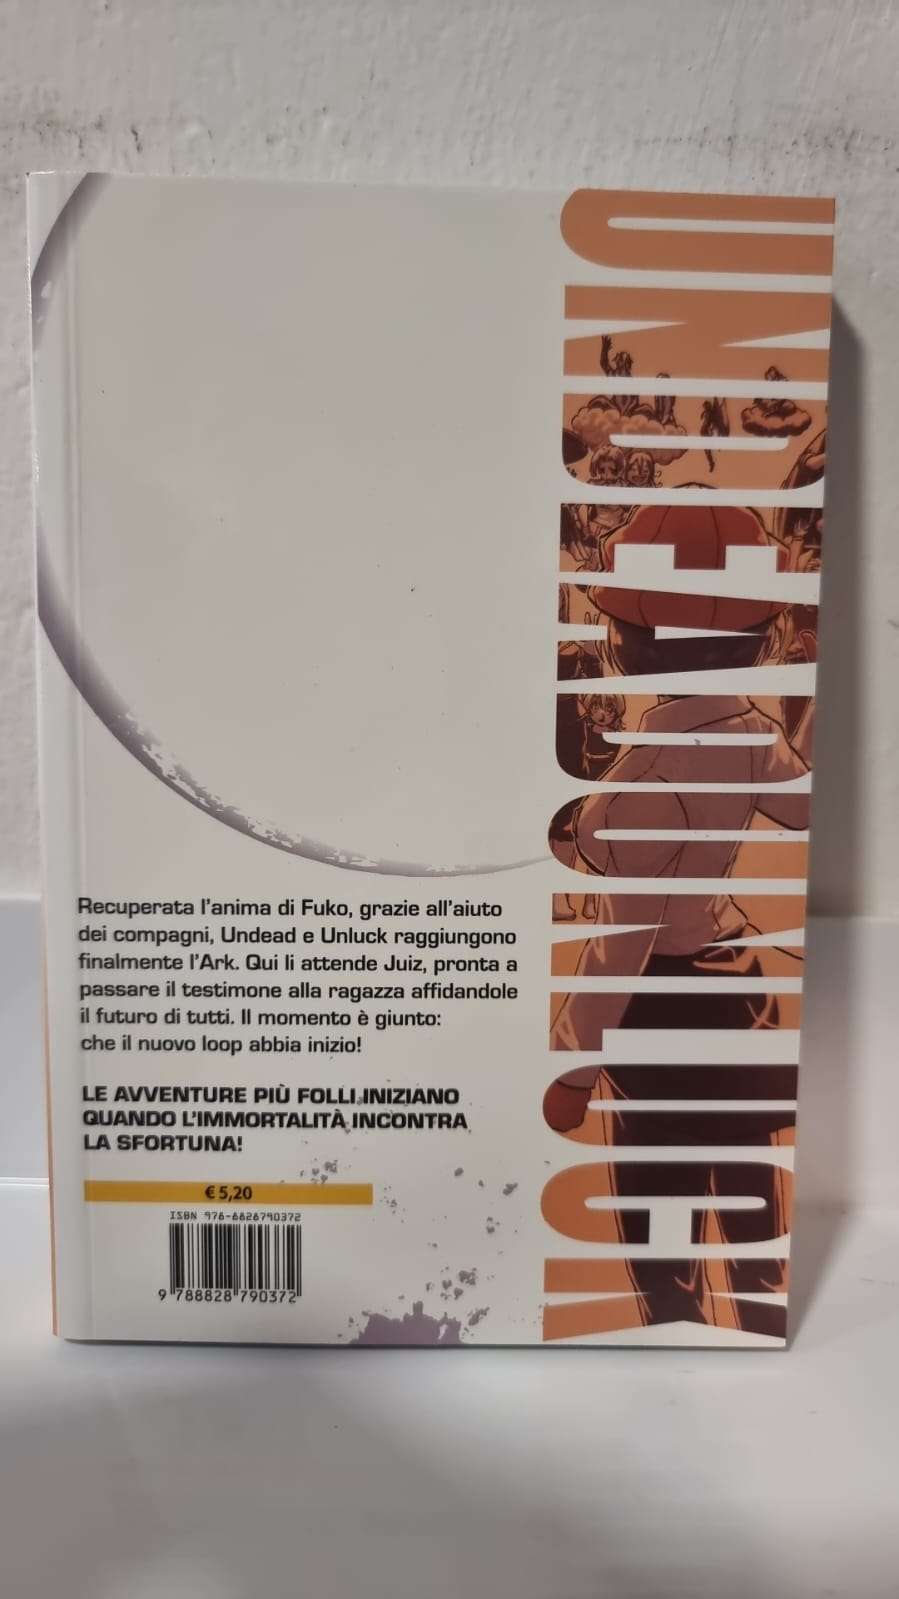 UNDEAD UNLUCK
Recuperata l'anima di Fuko, grazie all'aiuto
dei compagni, Undead e Unluck raggiungono
finalmente l'Ark. Qui li attende Juiz, pronta a
passare il testimone alla ragazza affidandole
il futuro di tutti. Il momento è giunto:
che il nuovo loop abbia inizio!
LE AVVENTURE PIÙ FOLLI INIZIANO
QUANDO L'IMMORTALITÀ INCONTRA
LA SFORTUNA!
€ 5,20
ISBN 978-8828790372
9 788828 790372